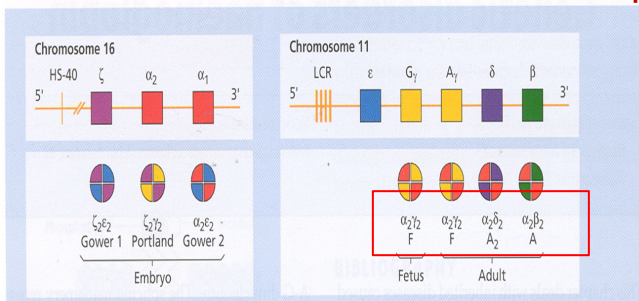 Chromosome 16
HS-40 ζ α2 α1
5' 3'
ζ2ε2 ζ2γ2 α2ε2
Gower 1 Portland Gower 2
Embryo
Chromosome 11
LCR ε Gγ Aγ δ β
5' 3'
α2γ2 α2γ2 α2δ2 α2β2
F F A2 A
Fetus Adult